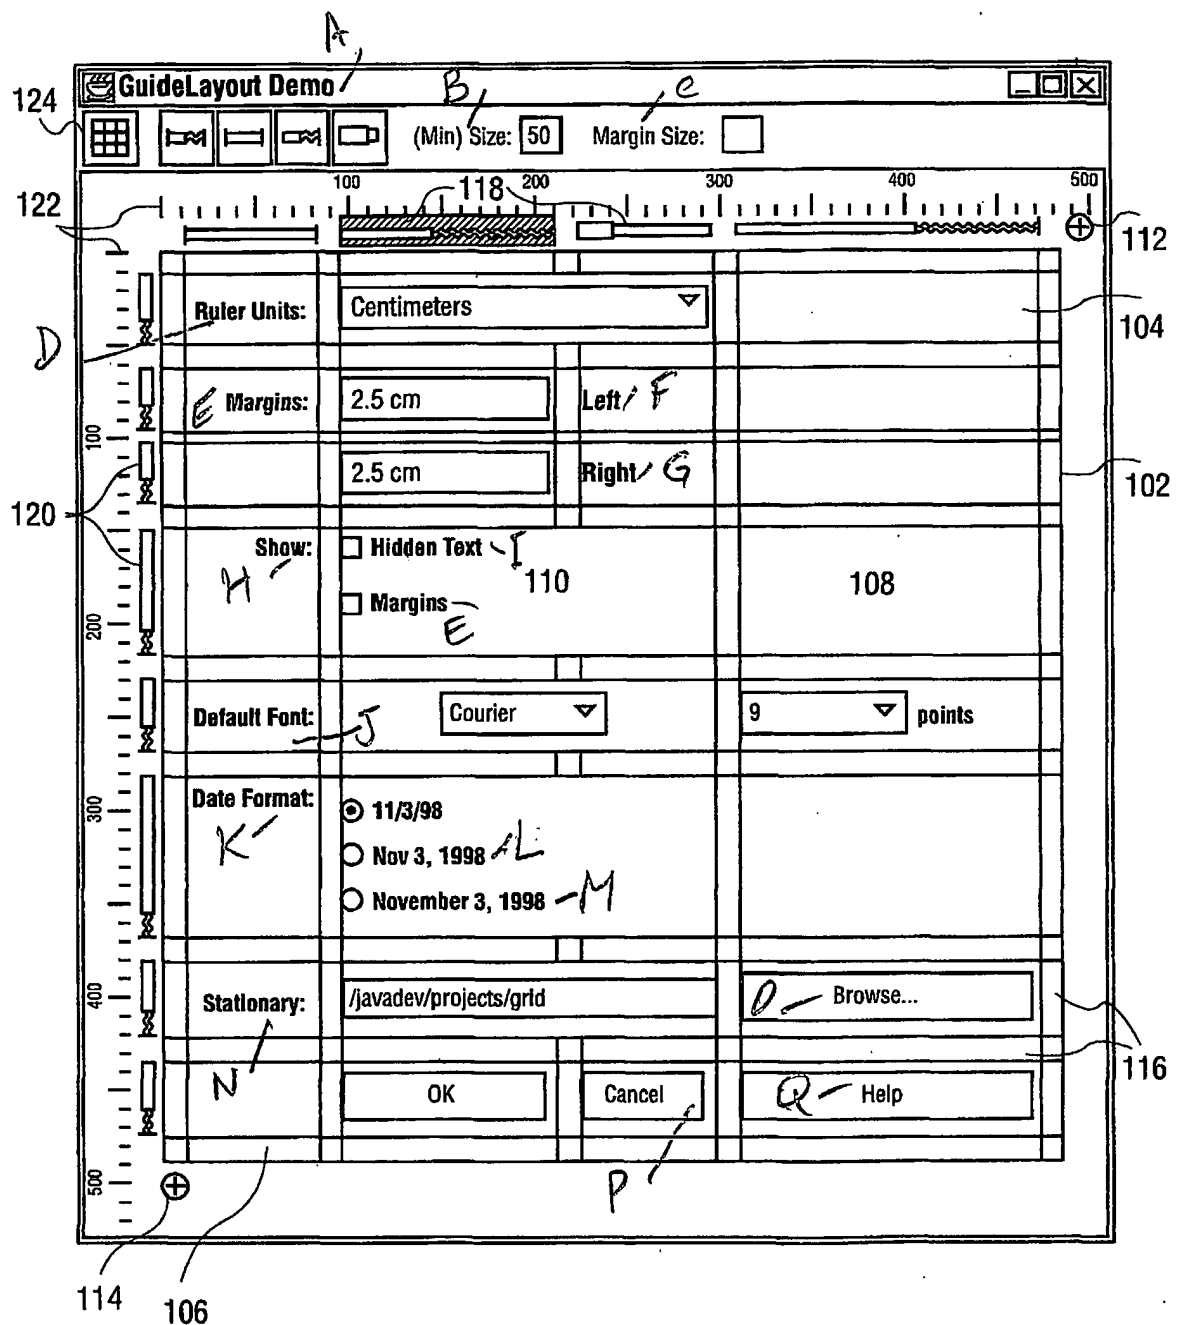 A,
GuideLayout Demo
B
C
124
(Min) Size: 50 Margin Size:
100 118 200 300 400 500
122
112
Ruler Units: Centimeters
104
D
E Margins: 2.5 cm Left F
100
2.5 cm Right G
102
120
Show: Hidden Text I
H
110 108
Margins
E
200
Default Font: J Courier 9 points
Date Format:
300
11/3/98
K
Nov 3, 1998 L
November 3, 1998 M
400
Stationary: /javadev/projects/grid O Browse...
116
N
OK Cancel Q Help
P
500
114
106